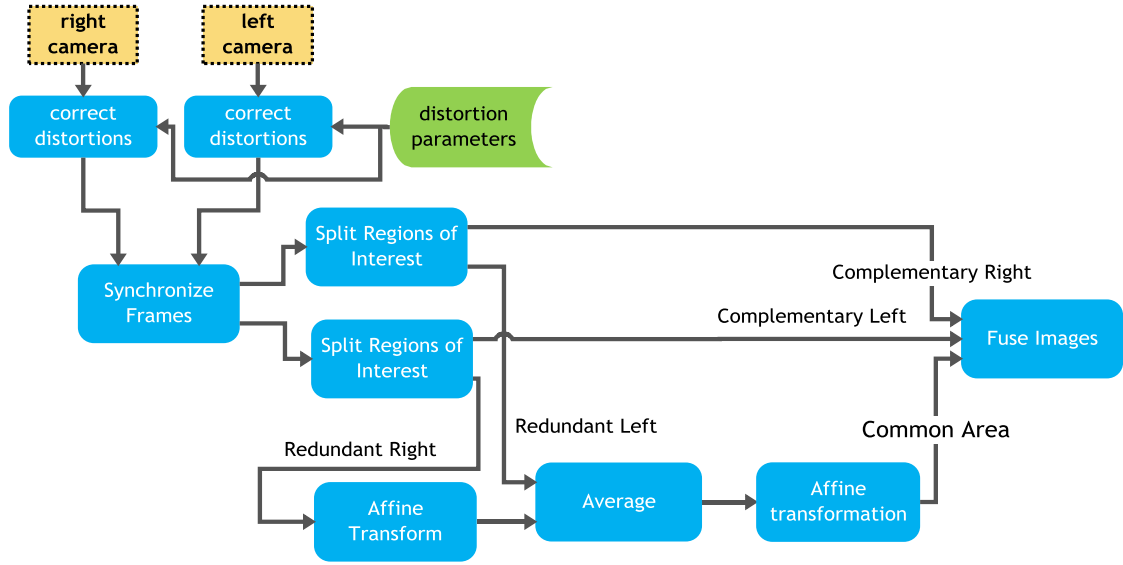 right
camera
left
camera
correct
distortions
correct
distortions
distortion
parameters
Split Regions of
Interest
Complementary Right
Synchronize
Frames
Complementary Left
Split Regions of
Interest
Fuse Images
Redundant Left
Common Area
Redundant Right
Affine
Transform
Average
Affine
transformation